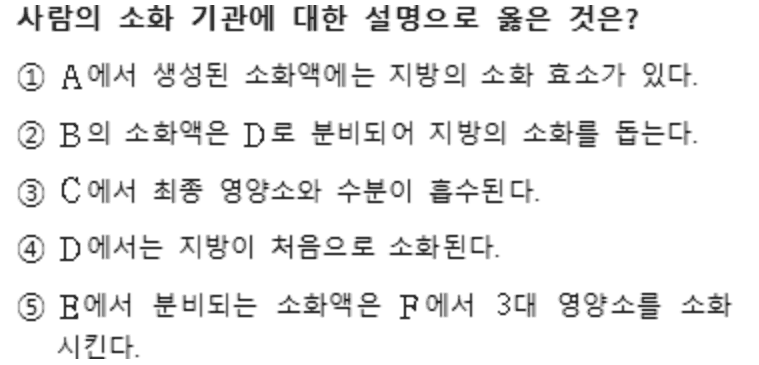 사람의 소화 기관에 대한 설명으로 옳은 것은?
① A에서 생성된 소화액에는 지방의 소화 효소가 있다.
② B의 소화액은 D로 분비되어 지방의 소화를 돕는다.
③ C에서 최종 영양소와 수분이 흡수된다.
④ D에서는 지방이 처음으로 소화된다.
⑤ E에서 분비되는 소화액은 F에서 3대 영양소를 소화
시킨다.